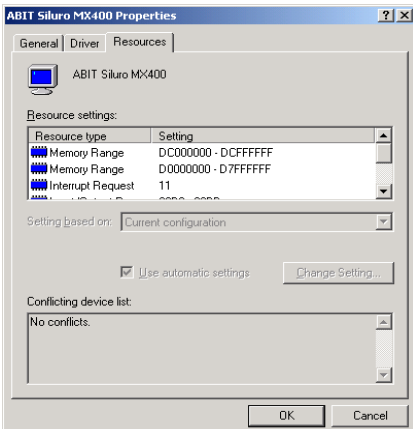 ABIT Siluro MX400 Properties
General Driver Resources
ABIT Siluro MX400
Resource settings:
Resource type Setting
Memory Range DC000000 - DCFFFFFF
Memory Range D0000000 - D7FFFFFF
Interrupt Request 11
Setting based on: Current configuration
Use automatic settings Change Setting...
Conflicting device list:
No conflicts.
OK Cancel